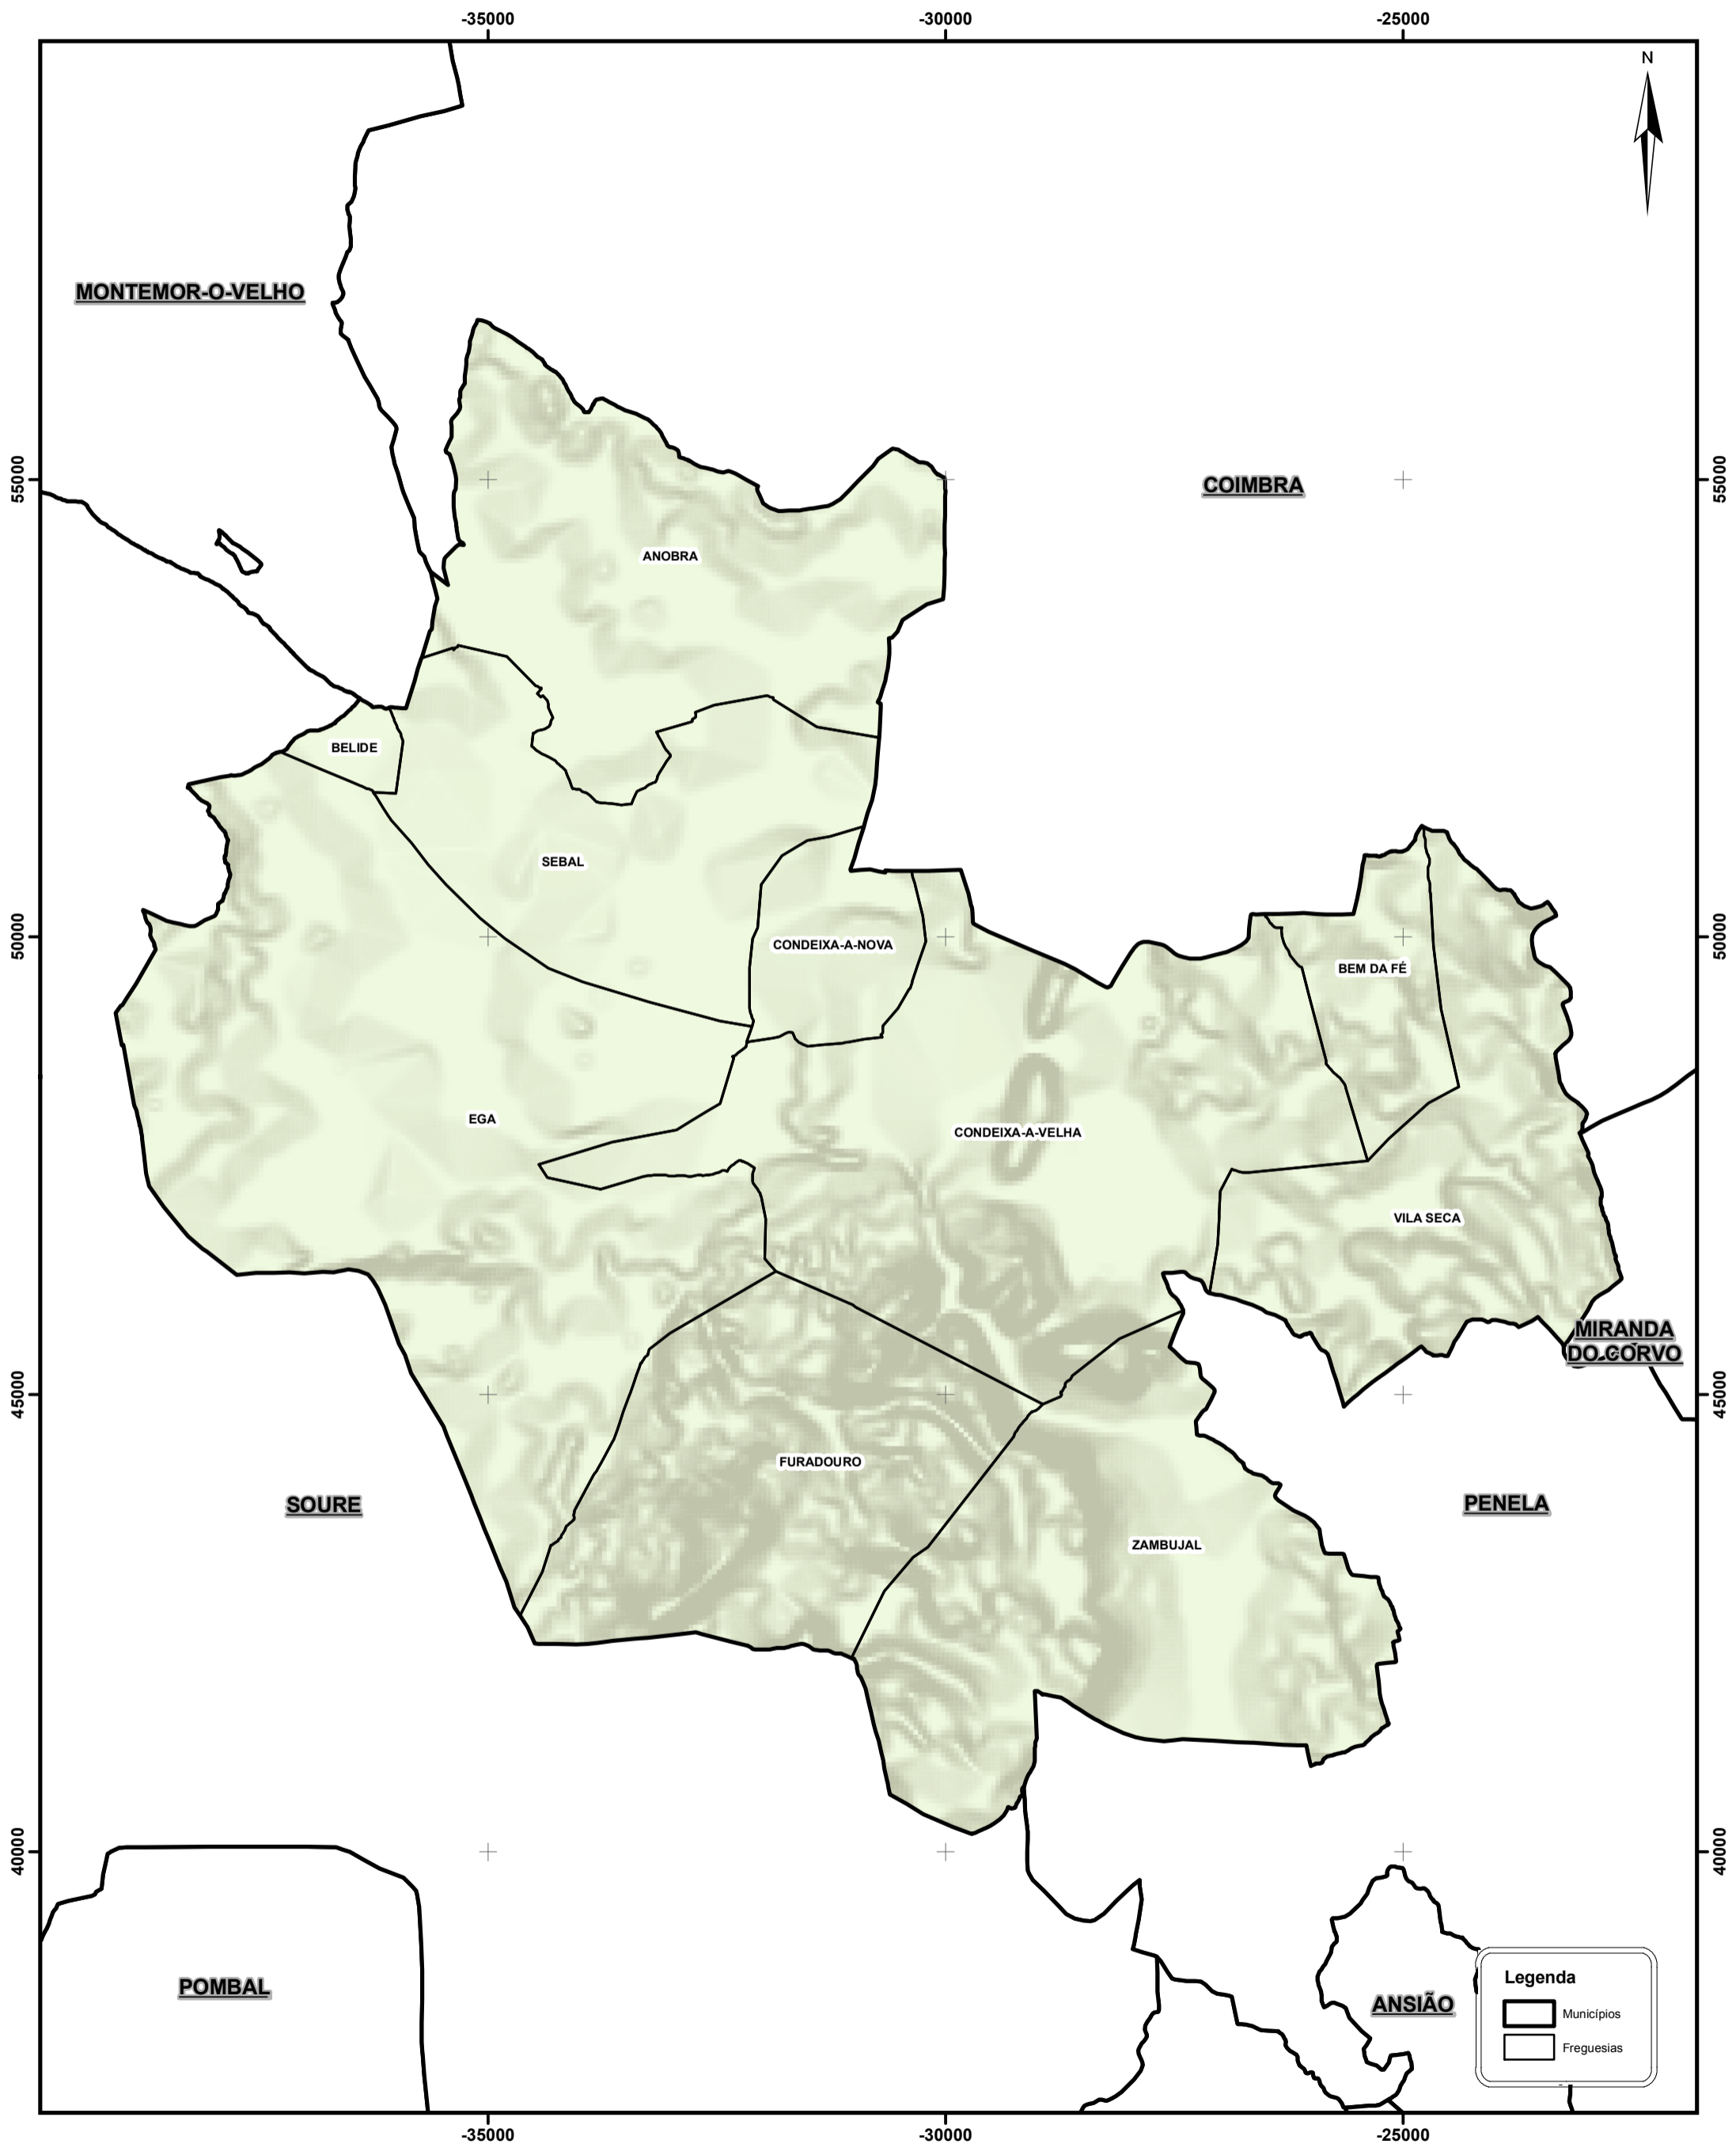 -35000
-30000
-25000
N
MONTEMOR-O-VELHO
55000
COIMBRA
55000
ANOBRA
BELIDE
SEBAL
50000
CONDEIXA-A-NOVA
BEM DA FÉ
50000
EGA
CONDEIXA-A-VELHA
VILA SECA
MIRANDA
DO CORVO
45000
45000
FURADOURO
SOURE
PENELA
ZAMBUJAL
40000
40000
POMBAL
ANSIÃO
Legenda
Municípios
Freguesias
-35000
-30000
-25000